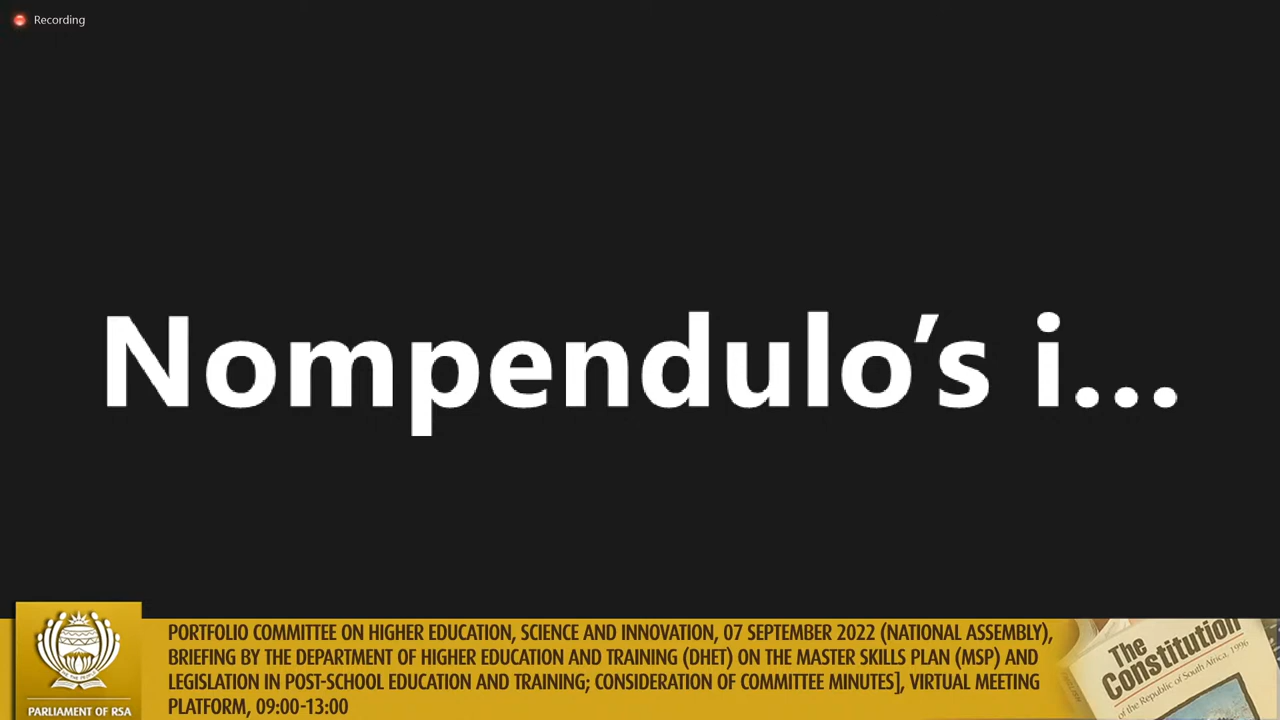 Recording
Nompendulo’s i...
PORTFOLIO COMMITTEE ON HIGHER EDUCATION, SCIENCE AND INNOVATION, 07 SEPTEMBER 2022 (NATIONAL ASSEMBLY),
BRIEFING BY THE DEPARTMENT OF HIGHER EDUCATION AND TRAINING (DHET) ON THE MASTER SKILLS PLAN (MSP) AND
LEGISLATION IN POST-SCHOOL EDUCATION AND TRAINING; CONSIDERATION OF COMMITTEE MINUTES], VIRTUAL MEETING
PLATFORM, 09:00-13:00
PARLIAMENT OF RSA
The
Constitution
of the Republic of South Africa, 1996